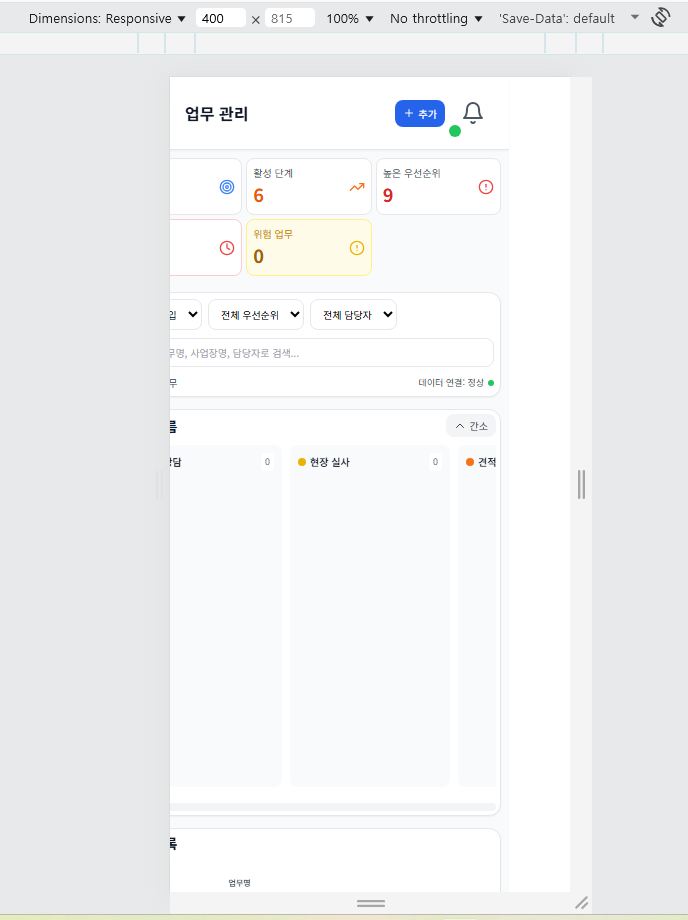 Dimensions: Responsive 400 × 815 100% No throttling 'Save-Data': default
업무 관리 + 추가
활성 단계 높은 우선순위
6 9
위험 업무
0
입 전체 우선순위 전체 담당자
무명, 사업장명, 담당자로 검색...
무 데이터 연결: 정상
름 간소
상담 0 현장 실사 0 견적
록
업무명